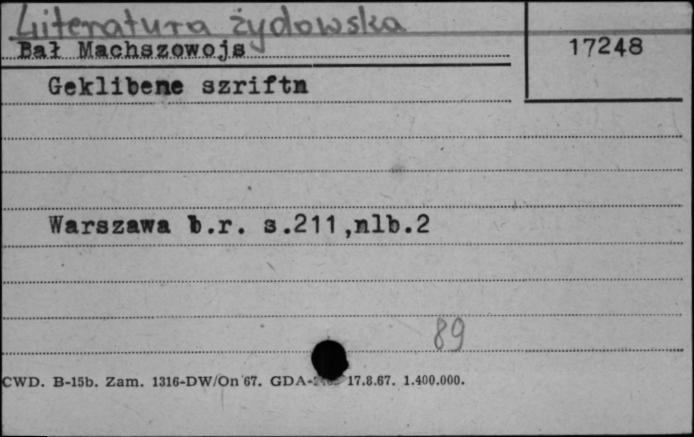 Literatura żydowska
Bał Machszowojs
17248
Geklibene szriftn
Warszawa b.r. s.211,nlb.2
89
CWD. B-15b. Zam. 1316-DW/On 67. GDA- 17.8.67. 1.400.000.